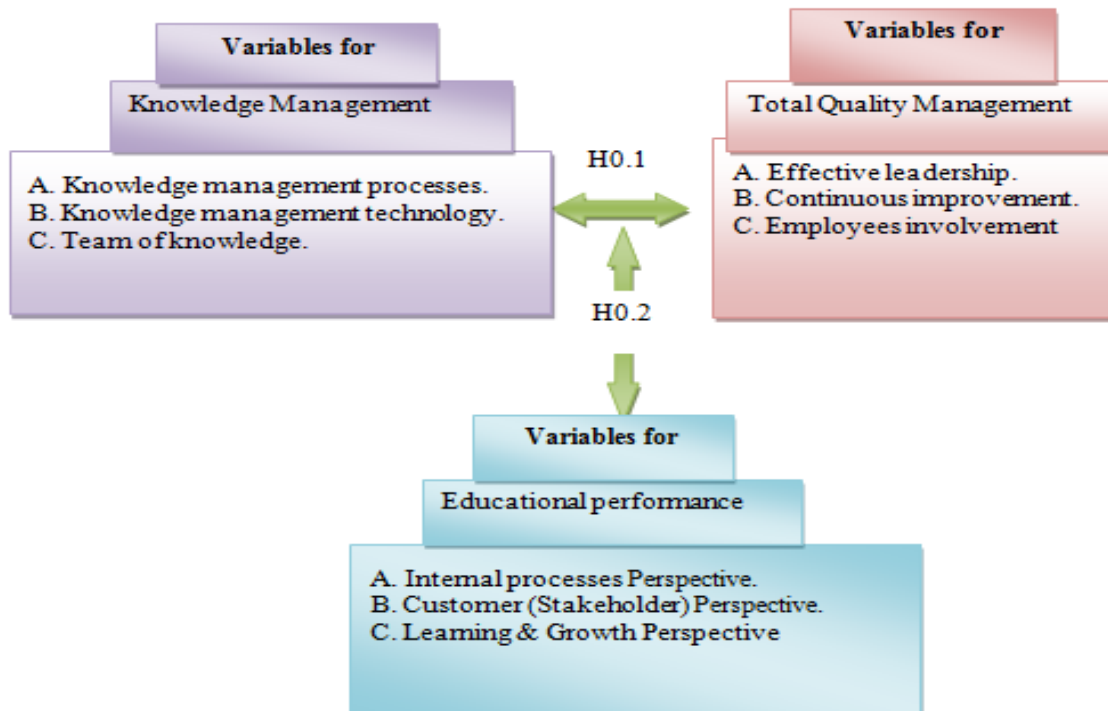 Variables for
Knowledge Management
A. Knowledge management processes.
B. Knowledge management technology.
C. Team of knowledge.
H0.1
Variables for
Total Quality Management
A. Effective leadership.
B. Continuous improvement.
C. Employees involvement
H0.2
Variables for
Educational performance
A. Internal processes Perspective.
B. Customer (Stakeholder) Perspective.
C. Learning & Growth Perspective